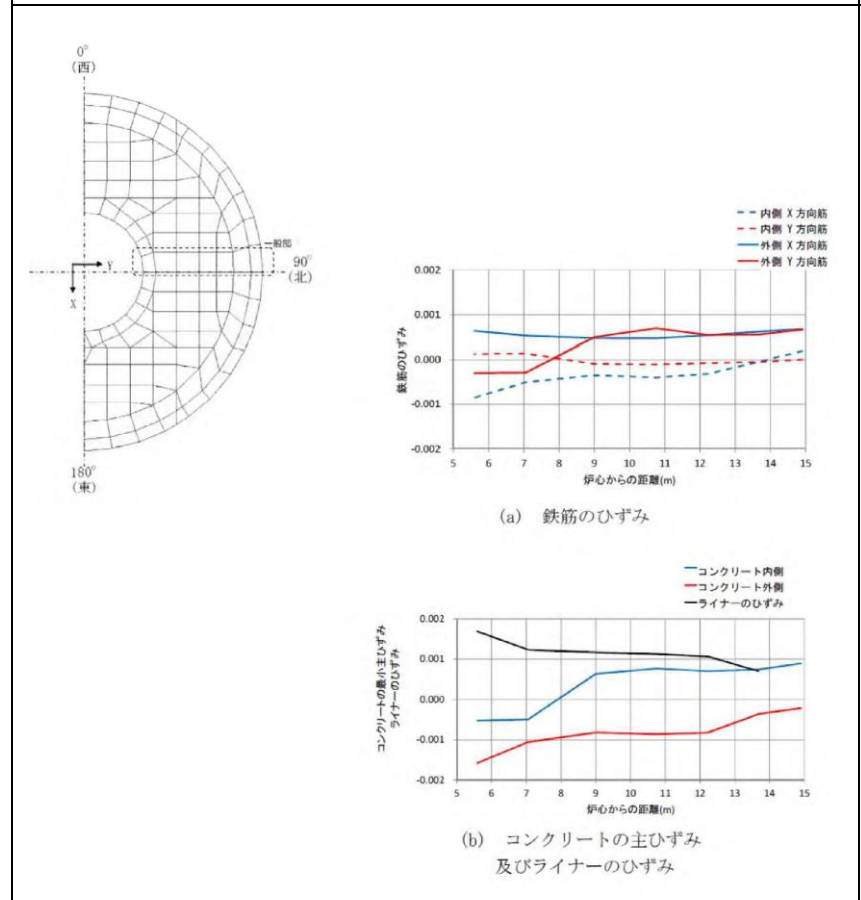 0°
(西)
一般部
90°
(北)
Y
X
180°
(東)
内側 X 方向筋
内側 Y 方向筋
外側 X 方向筋
外側 Y 方向筋
鉄筋のひずみ
0.002
0.001
0.000
-0.001
-0.002
5 6 7 8 9 10 11 12 13 14 15
炉心からの距離(m)
(a) 鉄筋のひずみ
コンクリート内側
コンクリート外側
ライナーのひずみ
コンクリートの最小主ひずみ
ライナーのひずみ
0.002
0.001
0.000
-0.001
-0.002
5 6 7 8 9 10 11 12 13 14 15
炉心からの距離(m)
(b) コンクリートの主ひずみ
及びライナーのひずみ